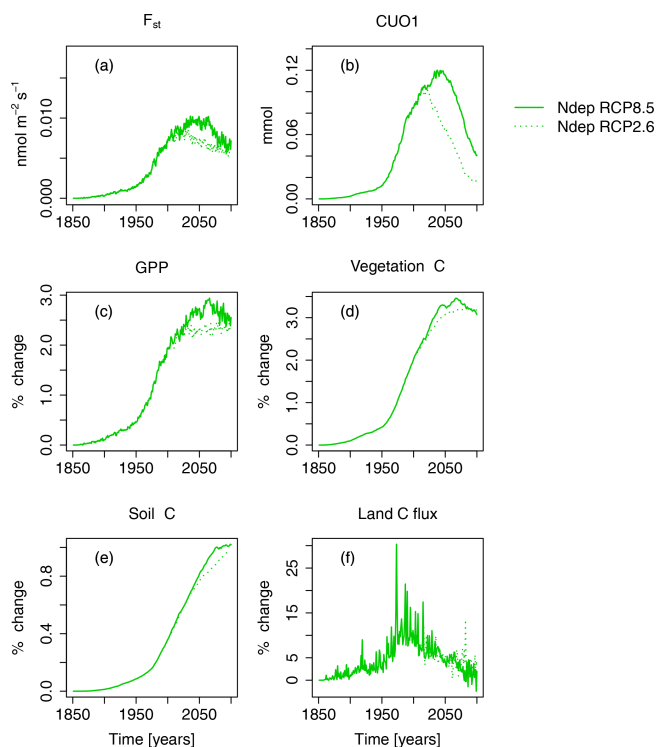 F_st
CUO1
(a)
(b)
nmol m⁻² s⁻¹
0.000
0.010
mmol
0.00
0.06
0.12
Ndep RCP8.5
Ndep RCP2.6
1850
1950
2050
1850
1950
2050
GPP
Vegetation C
(c)
(d)
% change
0.0
1.0
2.0
3.0
% change
0.0
1.0
2.0
3.0
1850
1950
2050
1850
1950
2050
Soil C
Land C flux
(e)
(f)
% change
0.0
0.4
0.8
% change
0
5
15
25
1850
1950
2050
1850
1950
2050
Time [years]
Time [years]